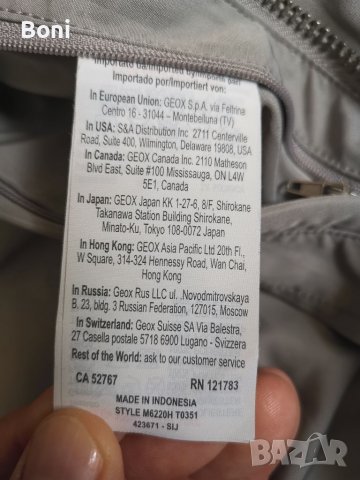 Boni
Importado da/Imported by/Importé par
Importado por/Importiert von:
In European Union: GEOX S.p.A. via Feltrina
Centro 16 - 31044 – Montebelluna (TV)
In USA: S&A Distribution Inc 2711 Centerville
Road, Suite 400, Wilmington, Delaware 19808, USA
In Canada: GEOX Canada Inc. 2110 Matheson
Blvd East, Suite #100 Mississauga, ON L4W
5E1, Canada
In Japan: GEOX Japan KK 1-27-6, 8/F, Shirokane
Takanawa Station Building Shirokane,
Minato-Ku, Tokyo 108-0072 Japan
In Hong Kong: GEOX Asia Pacific Ltd 20th Fl.,
W Square, 314-324 Hennessy Road, Wan Chai,
Hong Kong
In Russia: Geox Rus LLC ul. .Novodmitrovskaya
B, 23, bldg. 3 Russian Federation, 127015, Moscow
In Switzerland: Geox Suisse SA Via Balestra,
27 Casella postale 5718 6900 Lugano - Svizzera
Rest of the World: ask to our customer service
CA 52767 RN 121783
MADE IN INDONESIA
STYLE M6220H T0351
423671 - SIJ
BAZAR